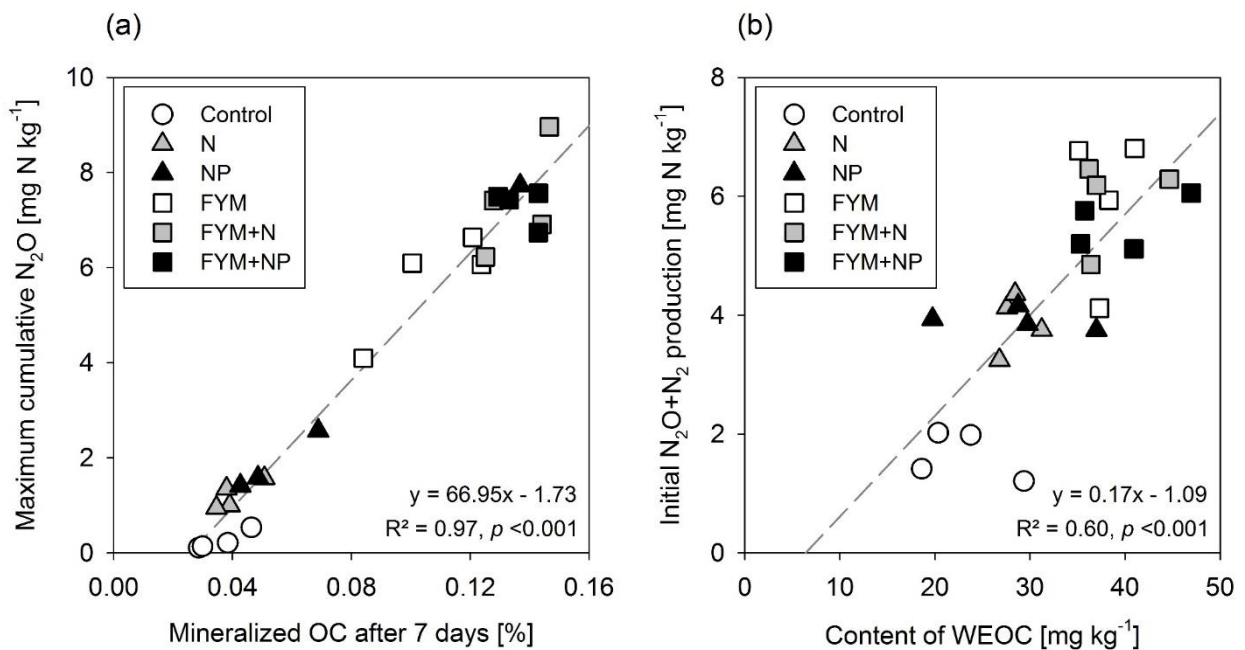 (a)
Maximum cumulative N₂O [mg N kg⁻¹]
10
8
6
4
2
0
Control
N
NP
FYM
FYM+N
FYM+NP
y = 66.95x - 1.73
R² = 0.97, p <0.001
0.00 0.04 0.08 0.12 0.16
Mineralized OC after 7 days [%]
(b)
Initial N₂O+N₂ production [mg N kg⁻¹]
8
6
4
2
0
Control
N
NP
FYM
FYM+N
FYM+NP
y = 0.17x - 1.09
R² = 0.60, p <0.001
0 10 20 30 40 50
Content of WEOC [mg kg⁻¹]